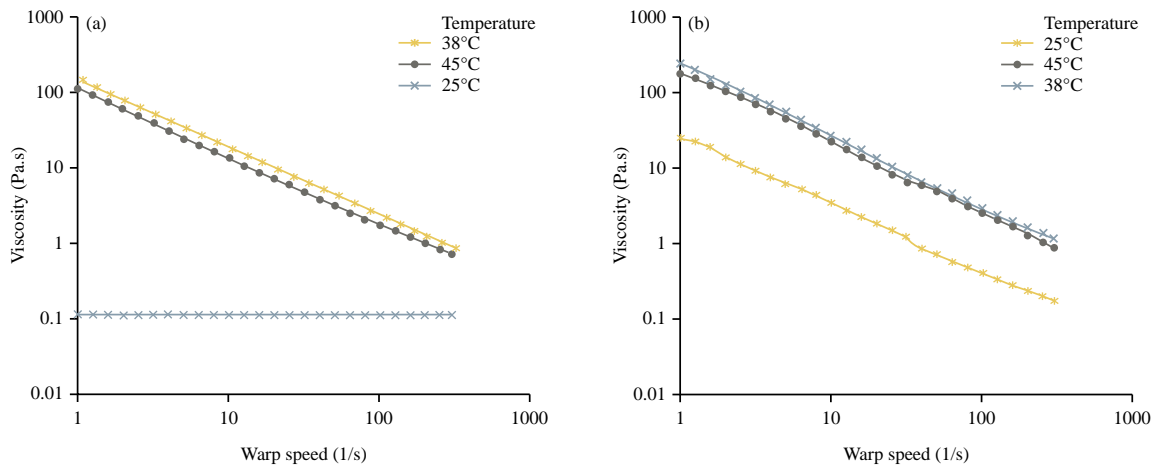 (a)
Temperature
38°C
45°C
25°C
1000
100
10
1
0.1
0.01
Viscosity (Pa.s)
1
10
100
1000
Warp speed (1/s)
(b)
Temperature
25°C
45°C
38°C
1000
100
10
1
0.1
0.01
Viscosity (Pa.s)
1
10
100
1000
Warp speed (1/s)